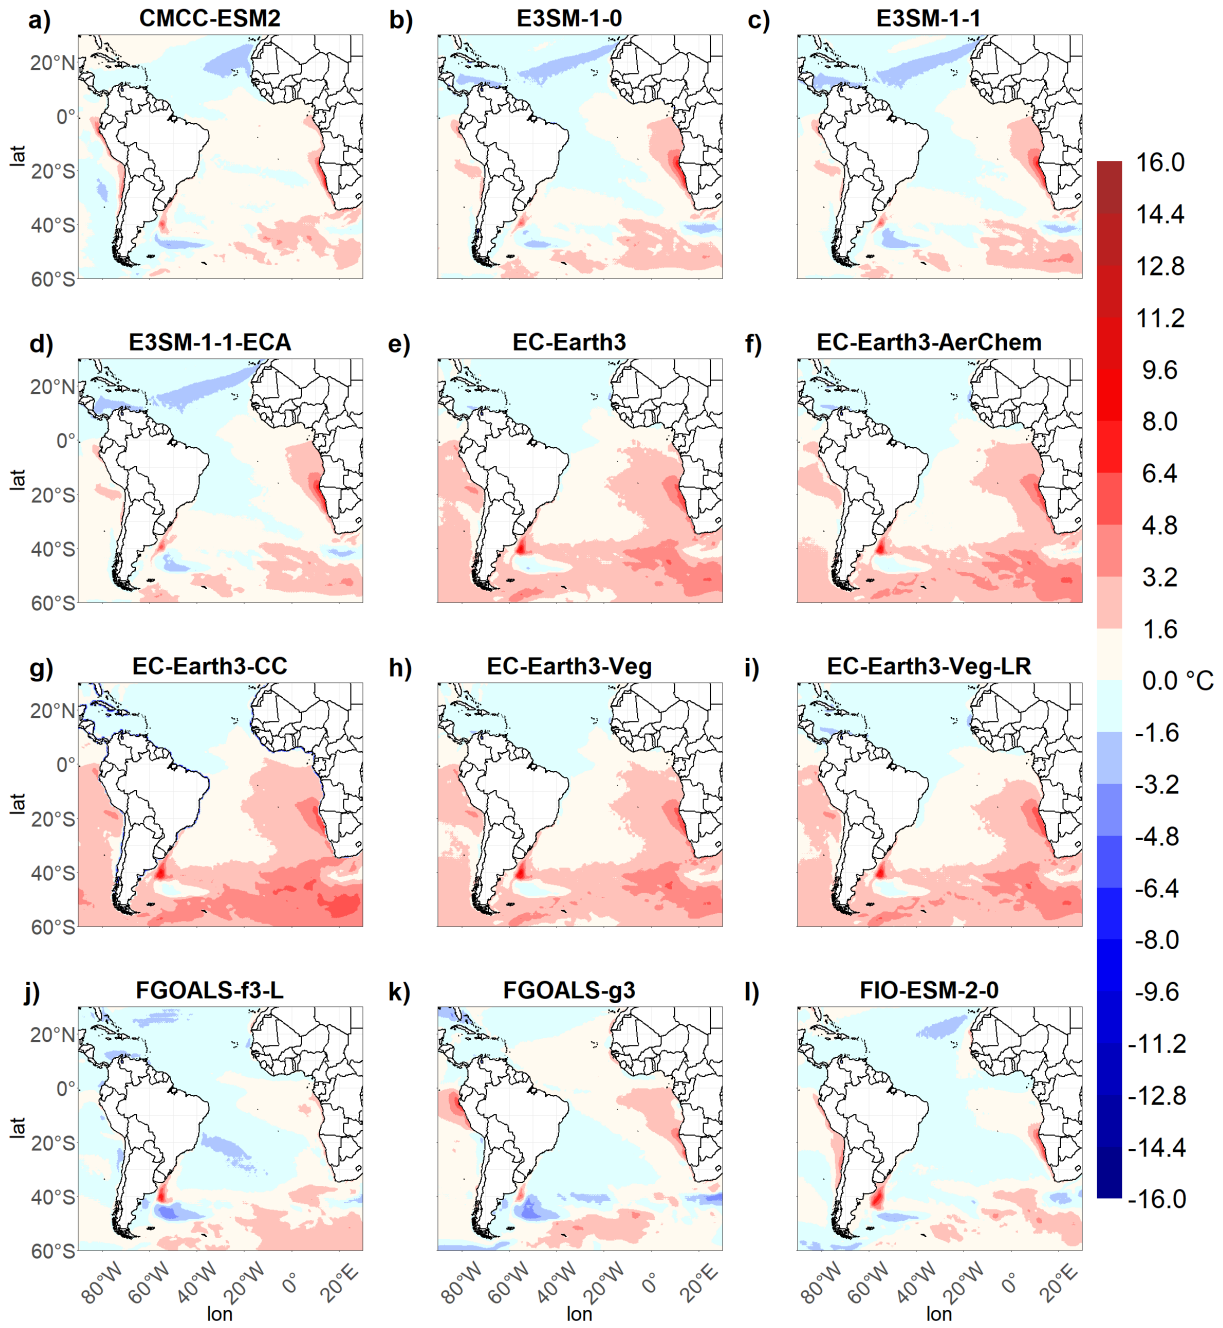 a) CMCC-ESM2
b) E3SM-1-0
c) E3SM-1-1
lat
20°N
0°
20°S
40°S
60°S
d) E3SM-1-1-ECA
e) EC-Earth3
f) EC-Earth3-AerChem
lat
20°N
0°
20°S
40°S
60°S
g) EC-Earth3-CC
h) EC-Earth3-Veg
i) EC-Earth3-Veg-LR
lat
20°N
0°
20°S
40°S
60°S
j) FGOALS-f3-L
k) FGOALS-g3
l) FIO-ESM-2-0
lat
20°N
0°
20°S
40°S
60°S
80°W 60°W 40°W 20°W 0° 20°E
lon
80°W 60°W 40°W 20°W 0° 20°E
lon
80°W 60°W 40°W 20°W 0° 20°E
lon
16.0
14.4
12.8
11.2
9.6
8.0
6.4
4.8
3.2
1.6
0.0 °C
-1.6
-3.2
-4.8
-6.4
-8.0
-9.6
-11.2
-12.8
-14.4
-16.0